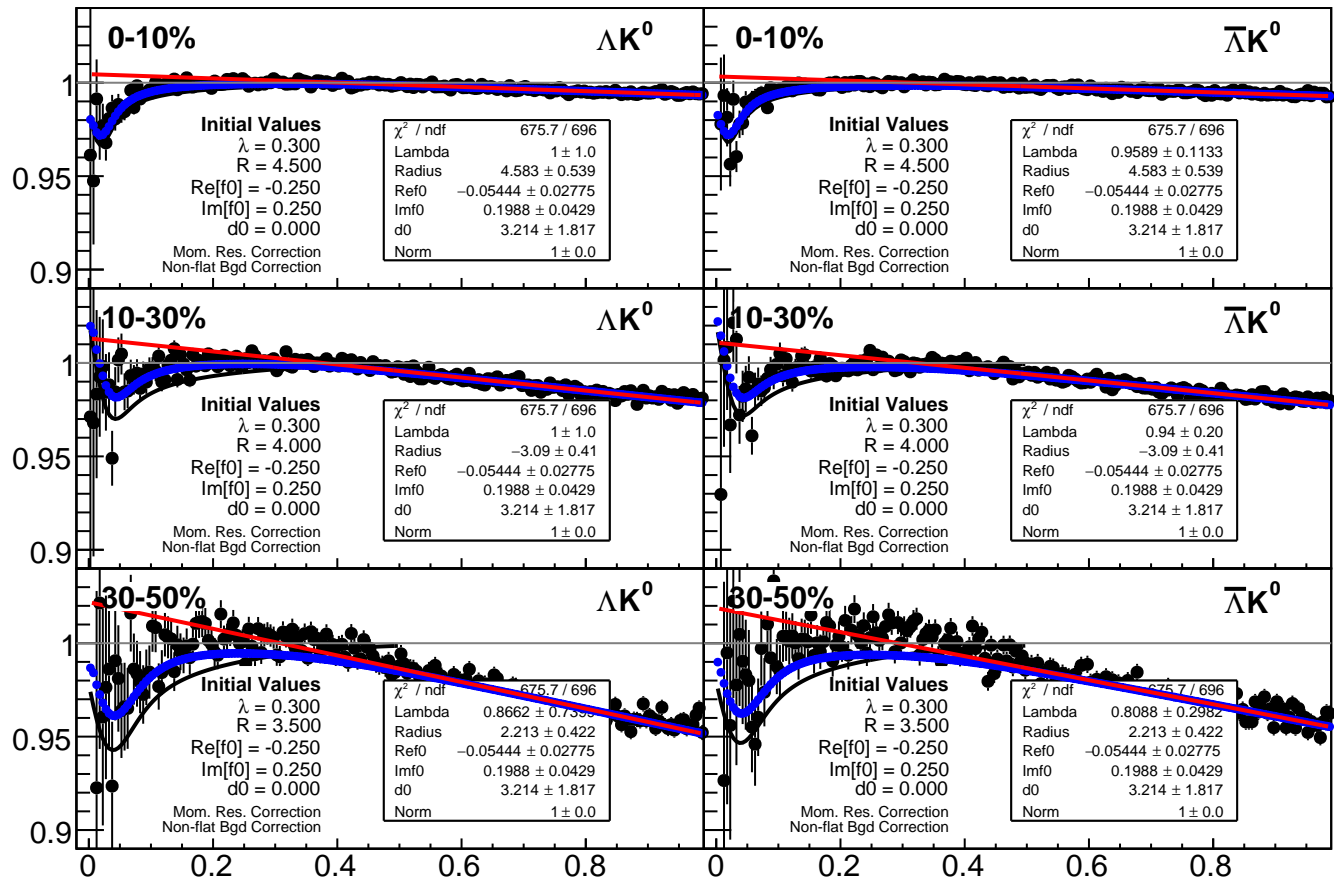 0-10%
ΛK⁰
1
0.95
0.9
Initial Values
λ = 0.300
R = 4.500
Re[f0] = -0.250
Im[f0] = 0.250
d0 = 0.000
Mom. Res. Correction
Non-flat Bgd Correction
χ² / ndf 675.7 / 696
Lambda 1 ± 1.0
Radius 4.583 ± 0.539
Ref0 −0.05444 ± 0.02775
Imf0 0.1988 ± 0.0429
d0 3.214 ± 1.817
Norm 1 ± 0.0
0-10%
Λ̅K⁰
Initial Values
λ = 0.300
R = 4.500
Re[f0] = -0.250
Im[f0] = 0.250
d0 = 0.000
Mom. Res. Correction
Non-flat Bgd Correction
χ² / ndf 675.7 / 696
Lambda 0.9589 ± 0.1133
Radius 4.583 ± 0.539
Ref0 −0.05444 ± 0.02775
Imf0 0.1988 ± 0.0429
d0 3.214 ± 1.817
Norm 1 ± 0.0
10-30%
ΛK⁰
1
0.95
0.9
Initial Values
λ = 0.300
R = 4.000
Re[f0] = -0.250
Im[f0] = 0.250
d0 = 0.000
Mom. Res. Correction
Non-flat Bgd Correction
χ² / ndf 675.7 / 696
Lambda 1 ± 1.0
Radius −3.09 ± 0.41
Ref0 −0.05444 ± 0.02775
Imf0 0.1988 ± 0.0429
d0 3.214 ± 1.817
Norm 1 ± 0.0
10-30%
Λ̅K⁰
Initial Values
λ = 0.300
R = 4.000
Re[f0] = -0.250
Im[f0] = 0.250
d0 = 0.000
Mom. Res. Correction
Non-flat Bgd Correction
χ² / ndf 675.7 / 696
Lambda 0.94 ± 0.20
Radius −3.09 ± 0.41
Ref0 −0.05444 ± 0.02775
Imf0 0.1988 ± 0.0429
d0 3.214 ± 1.817
Norm 1 ± 0.0
30-50%
ΛK⁰
1
0.95
0.9
Initial Values
λ = 0.300
R = 3.500
Re[f0] = -0.250
Im[f0] = 0.250
d0 = 0.000
Mom. Res. Correction
Non-flat Bgd Correction
χ² / ndf 675.7 / 696
Lambda 0.8662 ±
Radius 2.213 ± 0.422
Ref0 −0.05444 ± 0.02775
Imf0 0.1988 ± 0.0429
d0 3.214 ± 1.817
Norm 1 ± 0.0
30-50%
Λ̅K⁰
Initial Values
λ = 0.300
R = 3.500
Re[f0] = -0.250
Im[f0] = 0.250
d0 = 0.000
Mom. Res. Correction
Non-flat Bgd Correction
χ² / ndf 675.7 / 696
Lambda 0.8088 ± 0.2982
Radius 2.213 ± 0.422
Ref0 −0.05444 ± 0.02775
Imf0 0.1988 ± 0.0429
d0 3.214 ± 1.817
Norm 1 ± 0.0
0 0.2 0.4 0.6 0.8 0 0.2 0.4 0.6 0.8